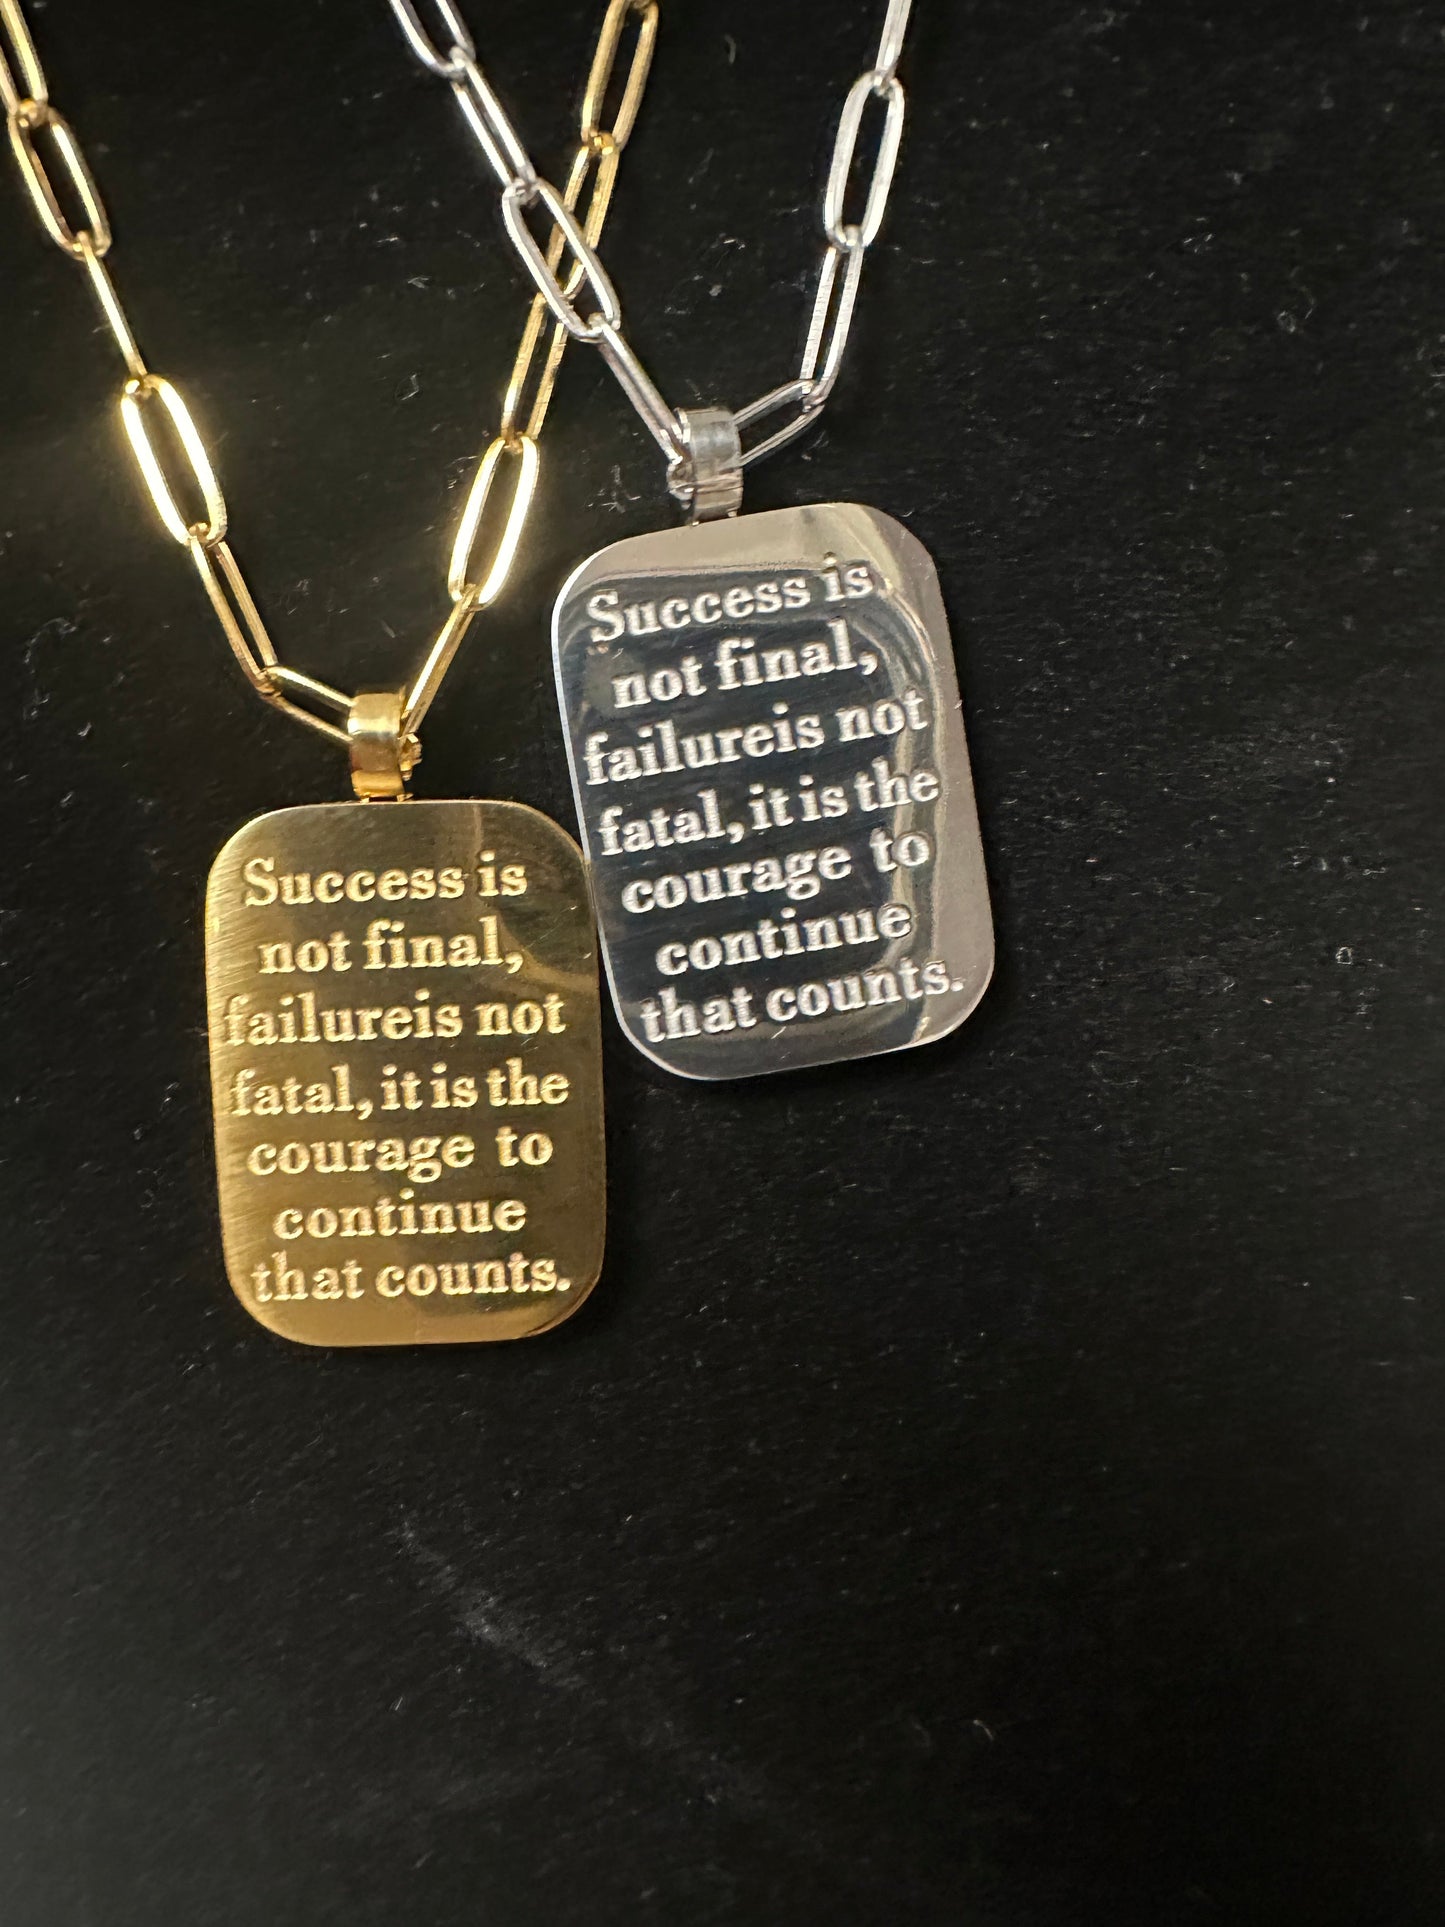 Success is
not final,
failureis not
fatal, it is the
courage to
continue
that counts.
Success is
not final,
failureis not
fatal, it is the
courage to
continue
that counts.